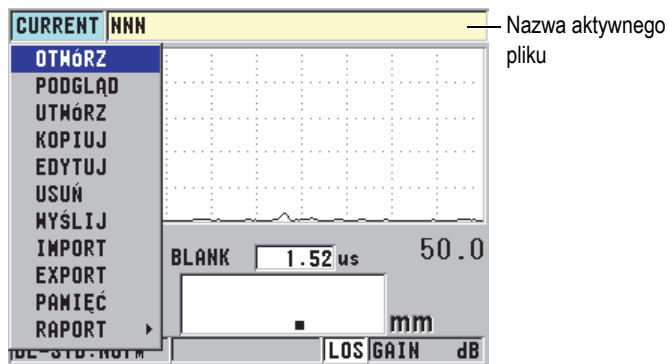 CURRENT NNN
Nazwa aktywnego
pliku
OTWÓRZ
PODGLĄD
UTWÓRZ
KOPIUJ
EDYTUJ
USUŃ
WYŚLIJ
IMPORT
EXPORT
PAMIĘĆ
RAPORT
BLANK 1.52 us
50.0
mm
LOS GAIN dB